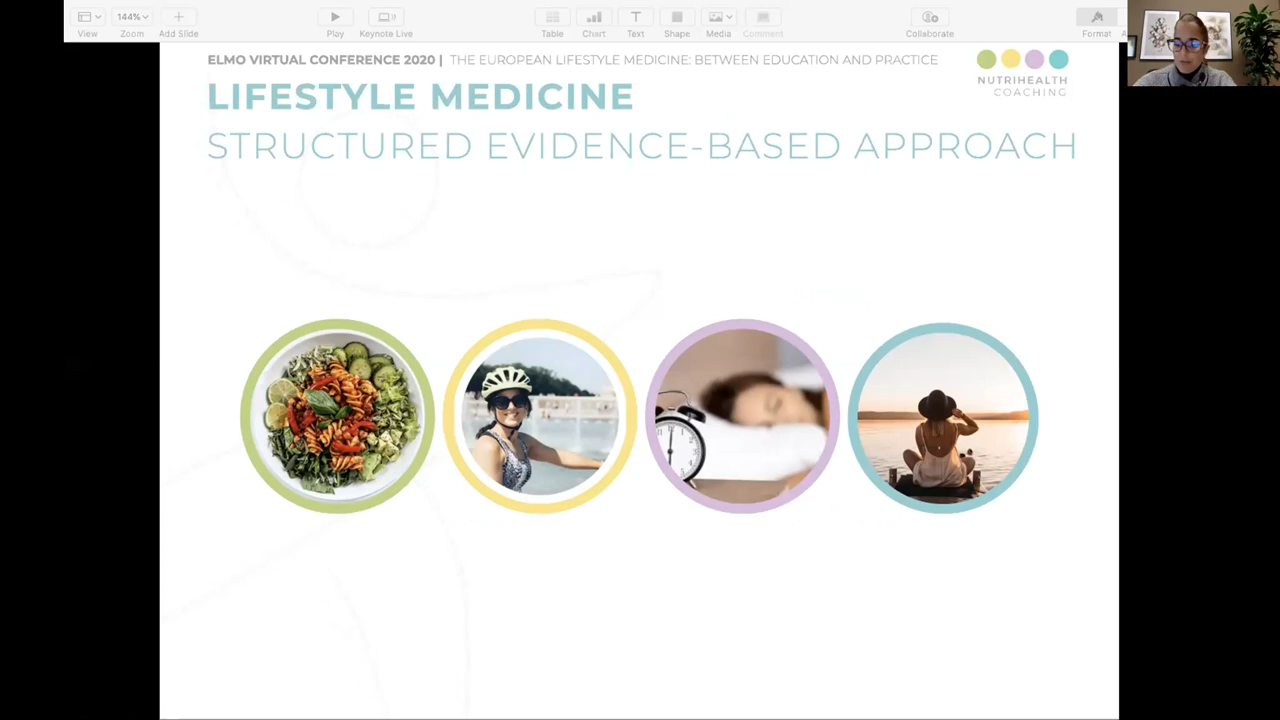 144%
View
Zoom
Add Slide
Play
Keynote Live
Table
Chart
Text
Shape
Media
Comment
Collaborate
Format
ELMO VIRTUAL CONFERENCE 2020 | THE EUROPEAN LIFESTYLE MEDICINE: BETWEEN EDUCATION AND PRACTICE
NUTRIHEALTH
COACHING
LIFESTYLE MEDICINE
STRUCTURED EVIDENCE-BASED APPROACH